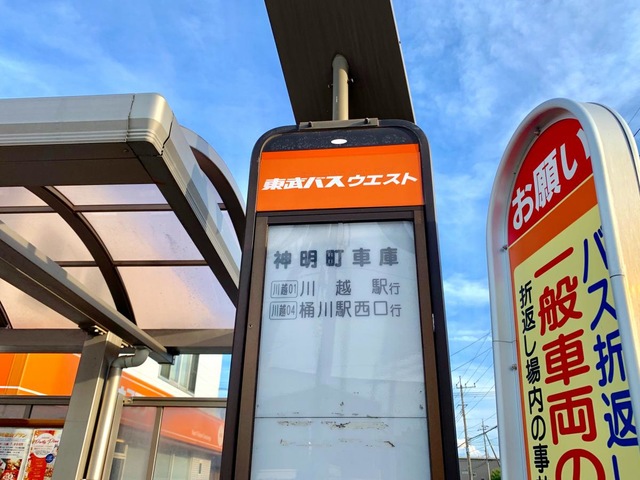 東武バスウエスト
神明町車庫
川越01 川越駅行
川越04 桶川駅西口行
お願い
バス折返し
一般車両の
折返し場内の事